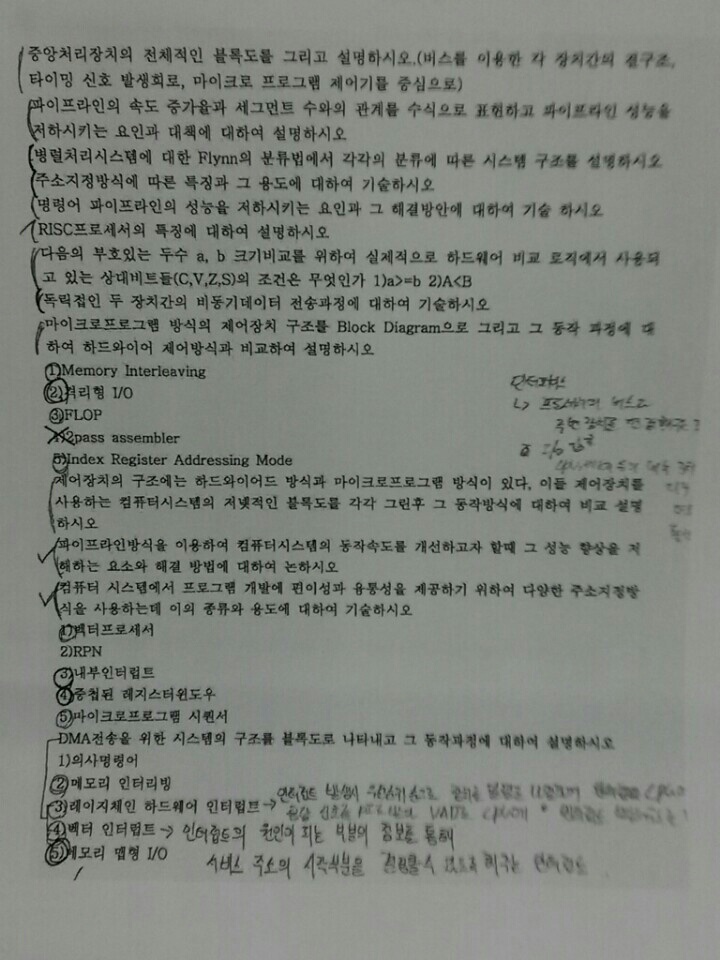 중앙처리장치의 전체적인 블록도를 그리고 설명하시오.(버스를 이용한 각 장치간의 결구조,
타이밍 신호 발생회로, 마이크로 프로그램 제어기를 중심으로)
파이프라인의 속도 증가율과 세그먼트 수와의 관계를 수식으로 표현하고 파이프라인 성능을
저하시키는 요인과 대책에 대하여 설명하시오
병렬처리시스템에 대한 Flynn의 분류법에서 각각의 분류에 따른 시스템 구조를 설명하시오
주소지정방식에 따른 특징과 그 용도에 대하여 기술하시오
명령어 파이프라인의 성능을 저하시키는 요인과 그 해결방안에 대하여 기술 하시오
RISC프로세서의 특징에 대하여 설명하시오
다음의 부호있는 두수 a, b 크기비교를 위하여 실제적으로 하드웨어 비교 로직에서 사용되
고 있는 상대비트들(C,V,Z,S)의 조건은 무엇인가 1)a>=b 2)A<B
독릭접인 두 장치간의 비동기데이터 전송과정에 대하여 기술하시오
마이크로프로그램 방식의 제어장치 구조를 Block Diagram으로 그리고 그 동작 과정에 대
하여 하드와이어 제어방식과 비교하여 설명하시오
1)Memory Interleaving
2)격리형 I/O
3)FLOP
2pass assembler
5)Index Register Addressing Mode
제어장치의 구조에는 하드와이어드 방식과 마이크로프로그램 방식이 있다. 이들 제어장치를
사용하는 컴퓨터시스템의 저넻적인 블록도를 각각 그린후 그 동작방식에 대하여 비교 설명
하시오
파이프라인방식을 이용하여 컴퓨터시스템의 동작속도를 개선하고자 할때 그 성능 향상을 저
해하는 요소와 해결 방법에 대하여 논하시오
컴퓨터 시스템에서 프로그램 개발에 편이성과 융통성을 제공하기 위하여 다양한 주소지정방
식을 사용하는데 이의 종류와 용도에 대하여 기술하시오
1)벡터프로세서
2)RPN
3)내부인터럽트
4)중첩된 레지스터윈도우
5)마이크로프로그램 시퀀서
DMA전송을 위한 시스템의 구조를 블록도로 나타내고 그 동작과정에 대하여 설명하시오
1)의사명령어
2)메모리 인터리빙
3)레이지체인 하드웨어 인터럽트→
4)벡터 인터럽트→ 인터럽트의 원인이 되는 정보를 통해
5)메모리 맵형 I/O 서비스 주소의 시작부분을